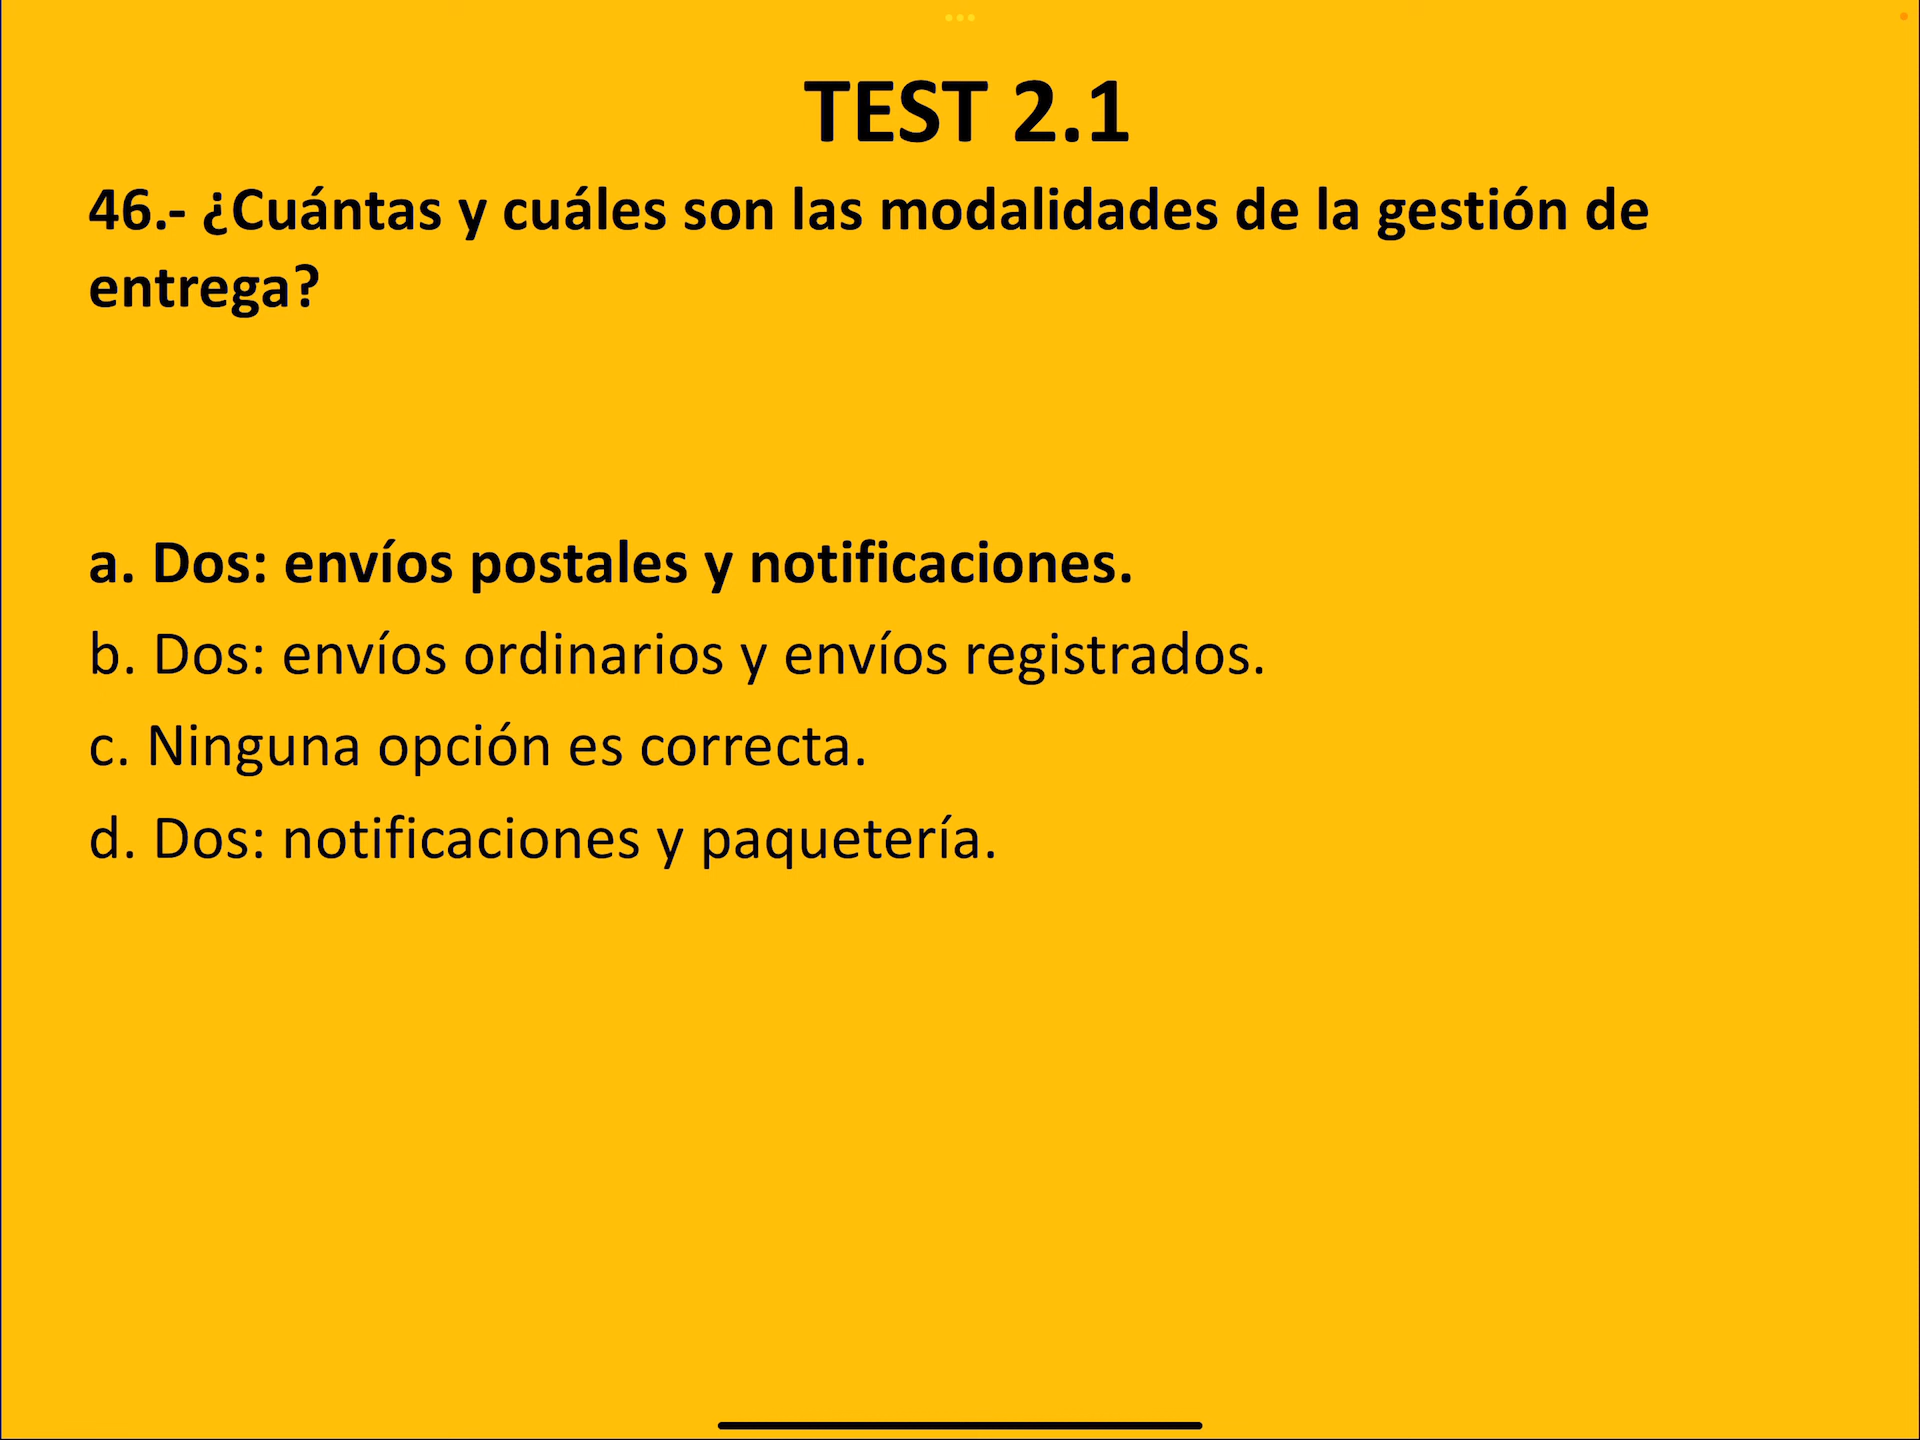 TEST 2.1
46.- ¿Cuántas y cuáles son las modalidades de la gestión de
entrega?
a. Dos: envíos postales y notificaciones.
b. Dos: envíos ordinarios y envíos registrados.
c. Ninguna opción es correcta.
d. Dos: notificaciones y paquetería.